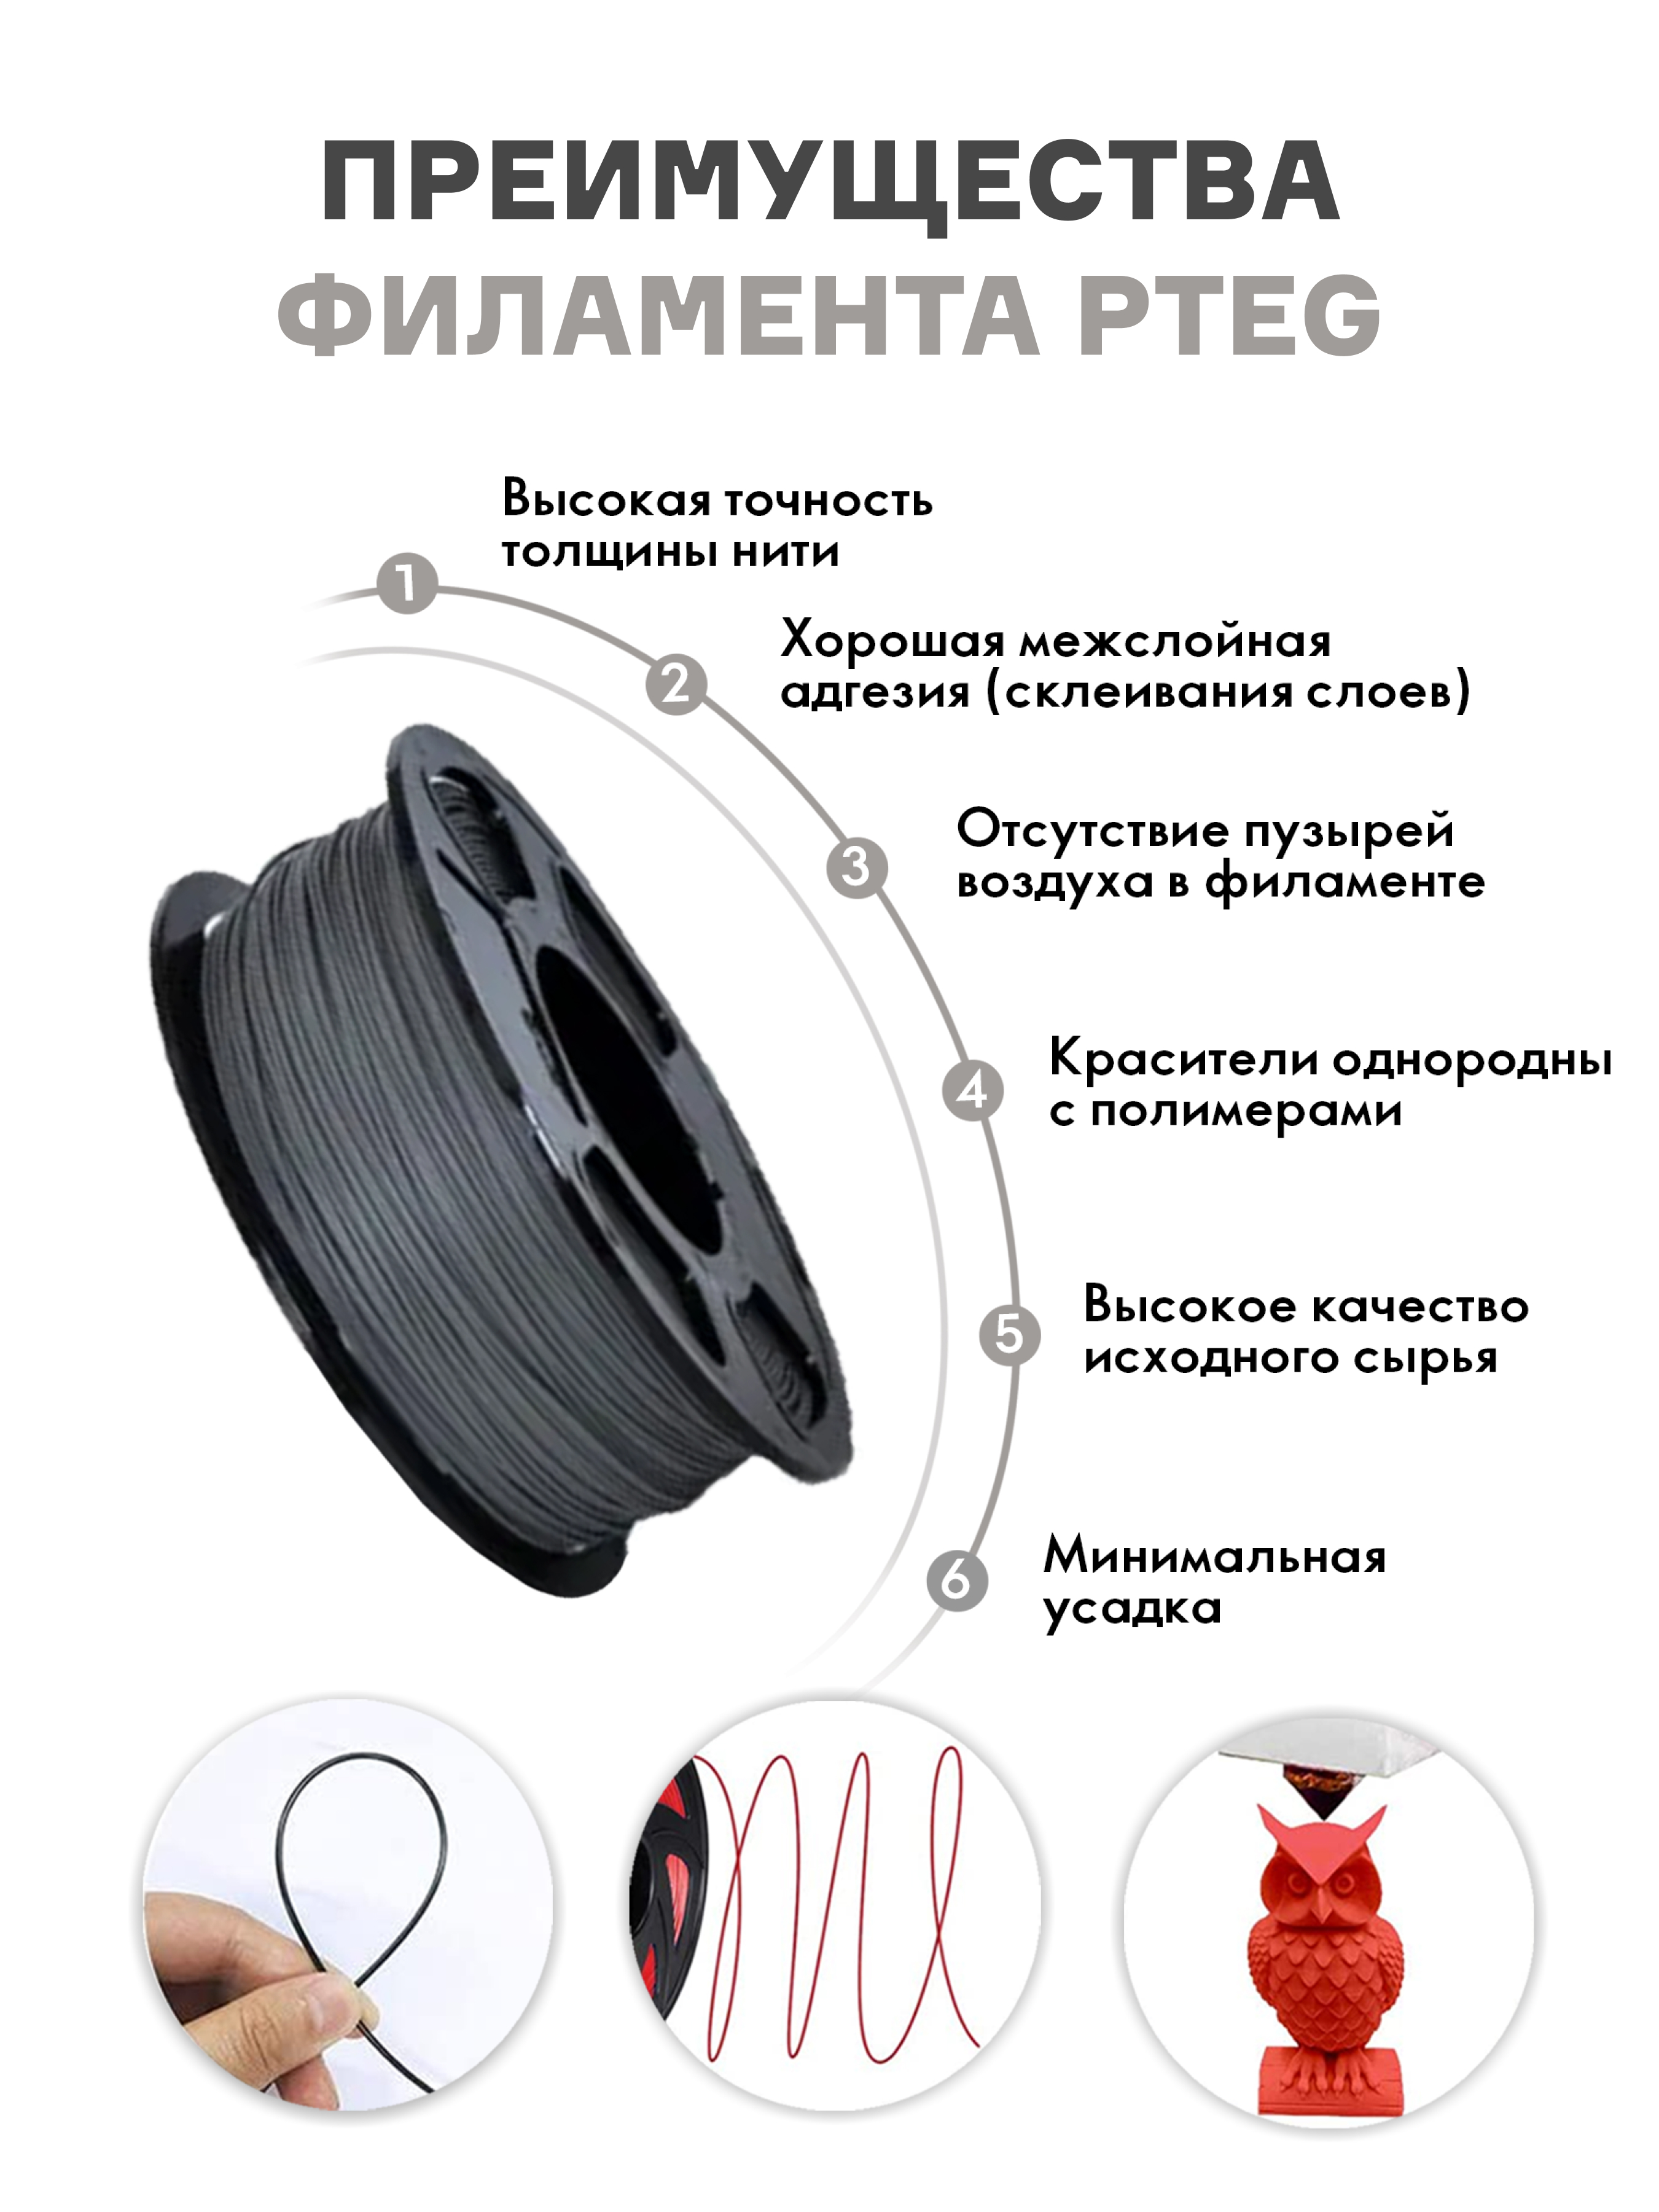 ПРЕИМУЩЕСТВА
ФИЛАМЕНТА PTEG
1
Высокая точность
толщины нити
2
Хорошая межслойная
адгезия (склеивания слоев)
3
Отсутствие пузырей
воздуха в филаменте
4
Красители однородны
с полимерами
5
Высокое качество
исходного сырья
6
Минимальная
усадка